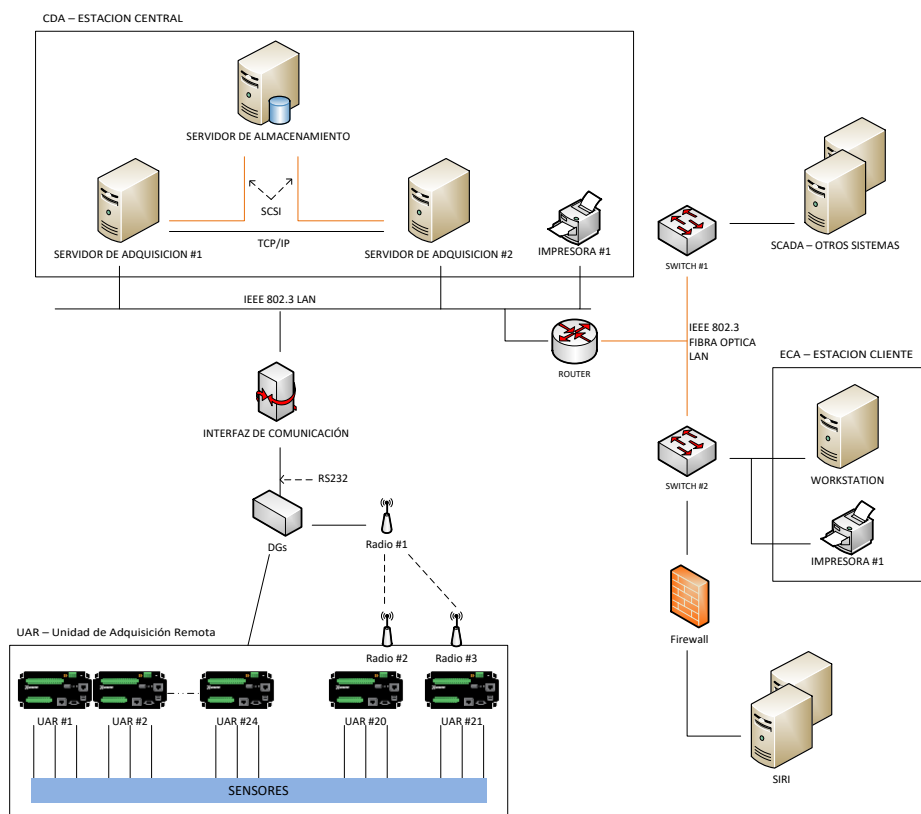 CDA – ESTACION CENTRAL
SERVIDOR DE ALMACENAMIENTO
SCSI
TCP/IP
SERVIDOR DE ADQUISICION #1
SERVIDOR DE ADQUISICION #2
IMPRESORA #1
SWITCH #1
SCADA – OTROS SISTEMAS
IEEE 802.3 LAN
ROUTER
IEEE 802.3
FIBRA OPTICA
LAN
ECA – ESTACION CLIENTE
INTERFAZ DE COMUNICACIÓN
SWITCH #2
WORKSTATION
RS232
DGs
Radio #1
IMPRESORA #1
Firewall
UAR – Unidad de Adquisición Remota
Radio #2
Radio #3
UAR #1
UAR #2
UAR #24
UAR #20
UAR #21
SENSORES
SIRI